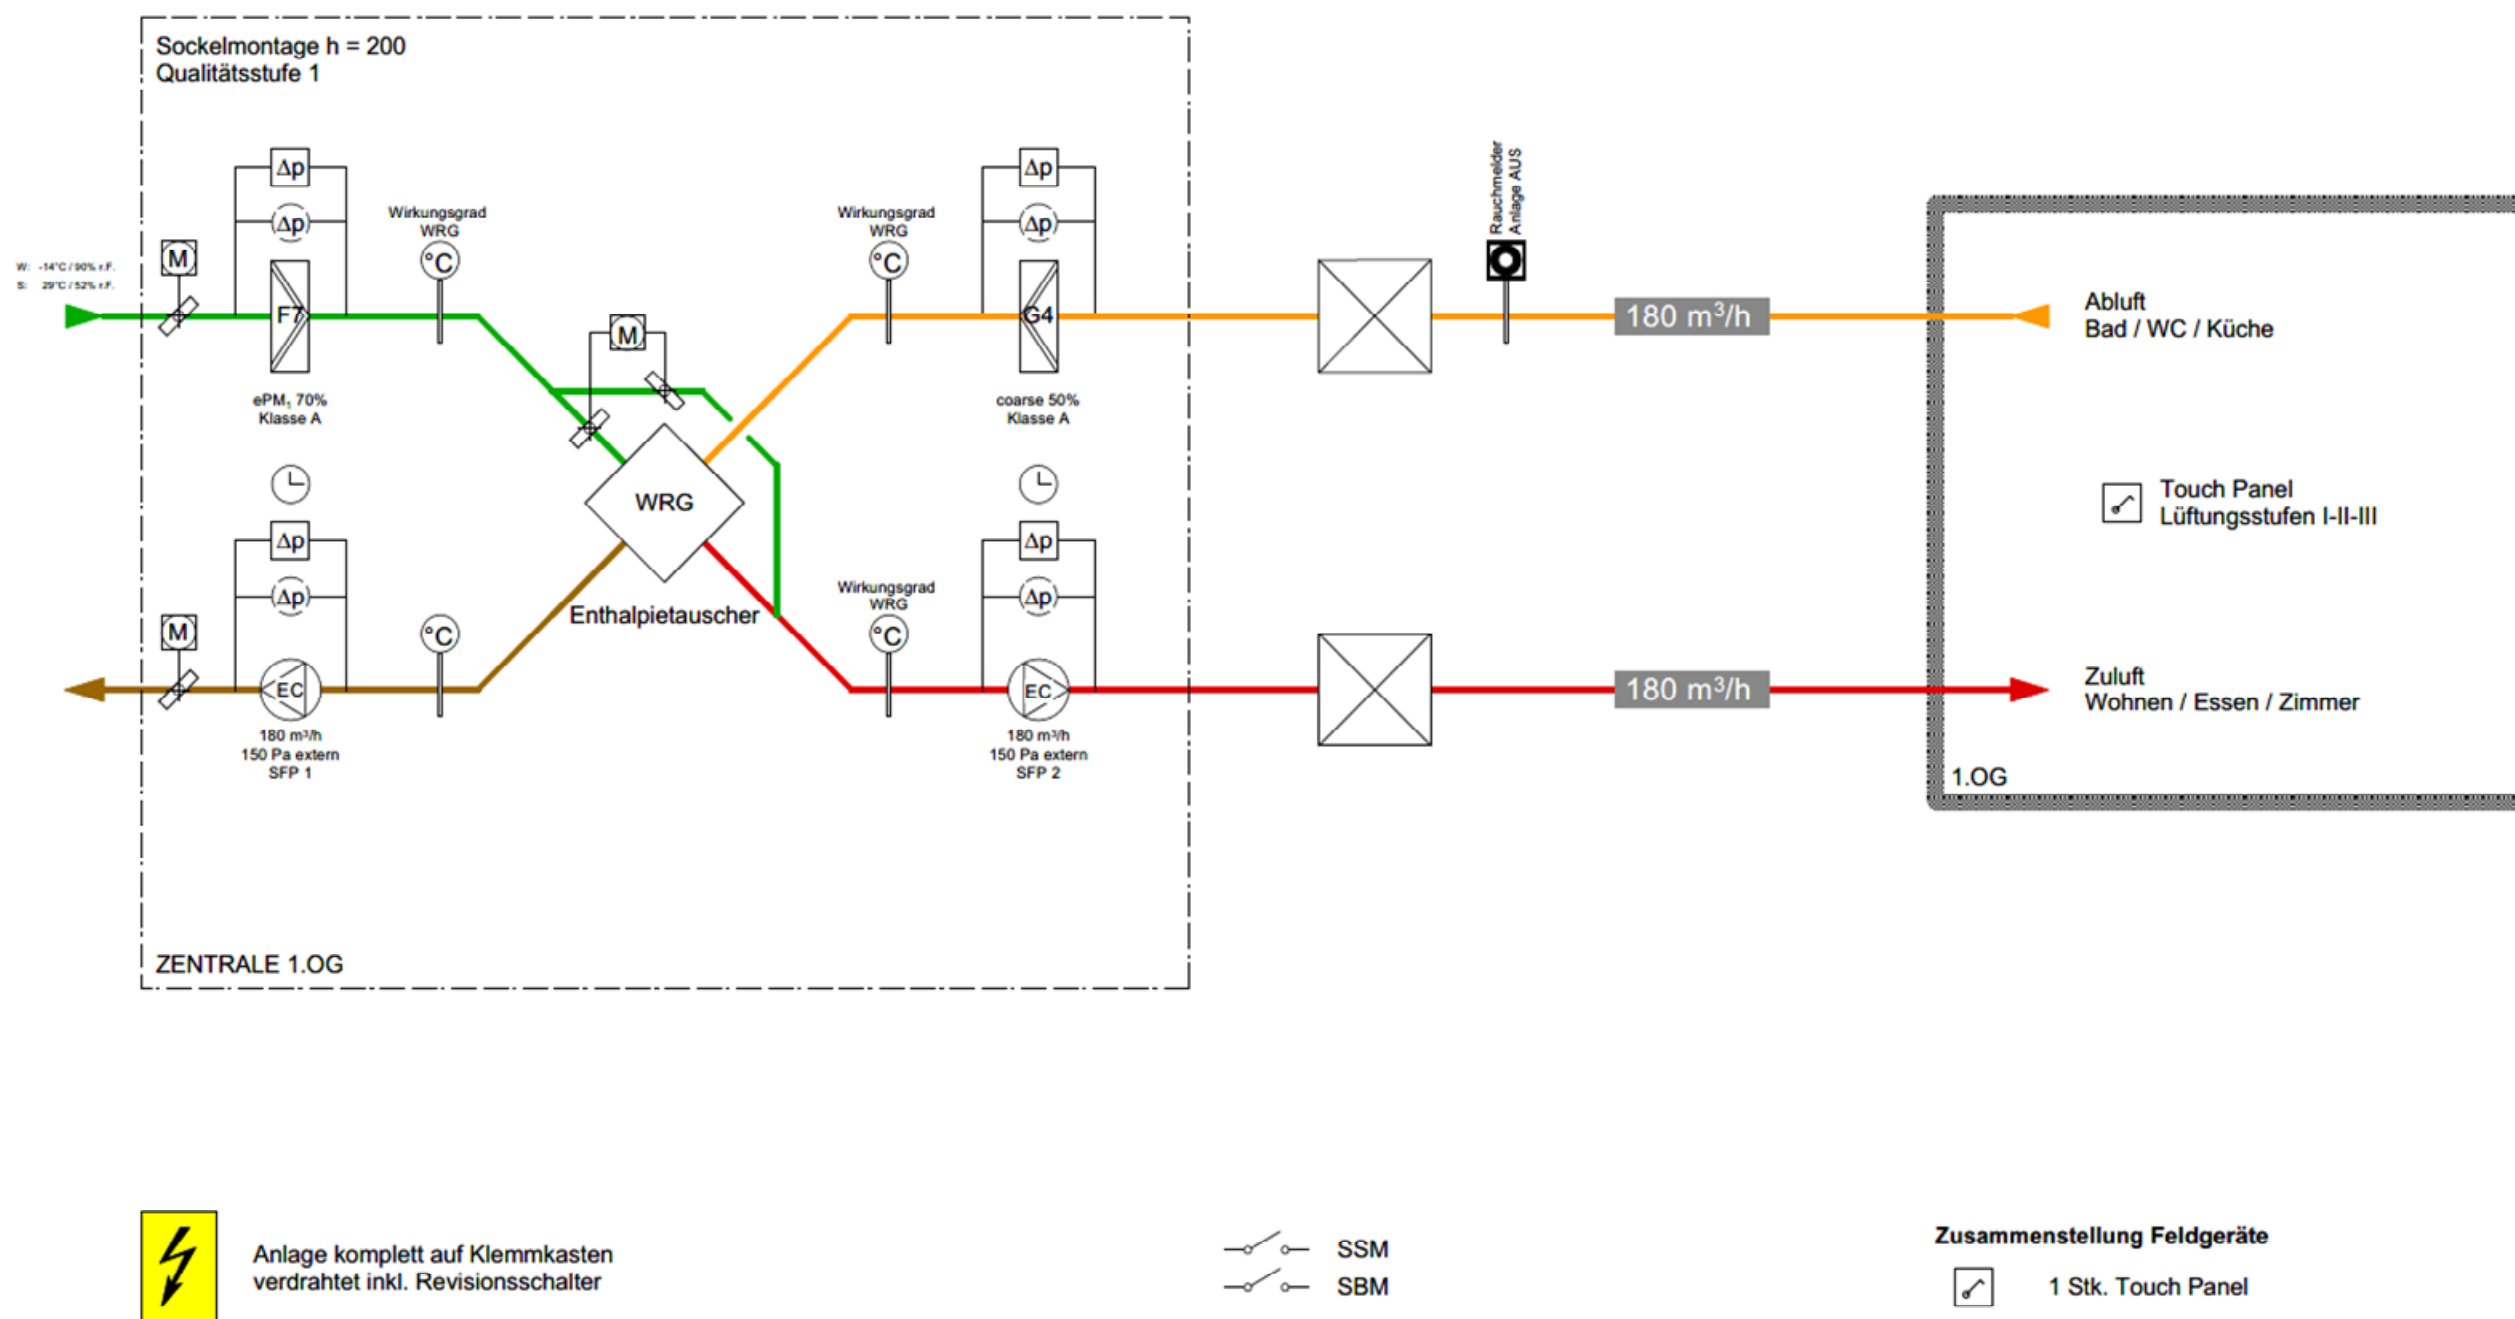 Sockelmontage h = 200
Qualitätsstufe 1
Δp
Δp
Δp
Δp
Wirkungsgrad
WRG
Wirkungsgrad
WRG
Rauchmelder
Anlage AUS
M
°C
°C
W: -14°C / 90% r.F.
S: 29°C / 52% r.F.
F7
M
G4
180 m³/h
Abluft
Bad / WC / Küche
ePM₁ 70%
Klasse A
coarse 50%
Klasse A
WRG
Touch Panel
Lüftungsstufen I-II-III
Δp
Δp
Δp
Δp
Enthalpietauscher
Wirkungsgrad
WRG
M
°C
°C
EC
EC
180 m³/h
Zuluft
Wohnen / Essen / Zimmer
180 m³/h
150 Pa extern
SFP 1
180 m³/h
150 Pa extern
SFP 2
1.OG
ZENTRALE 1.OG
Anlage komplett auf Klemmkasten
verdrahtet inkl. Revisionsschalter
SSM
SBM
Zusammenstellung Feldgeräte
1 Stk. Touch Panel